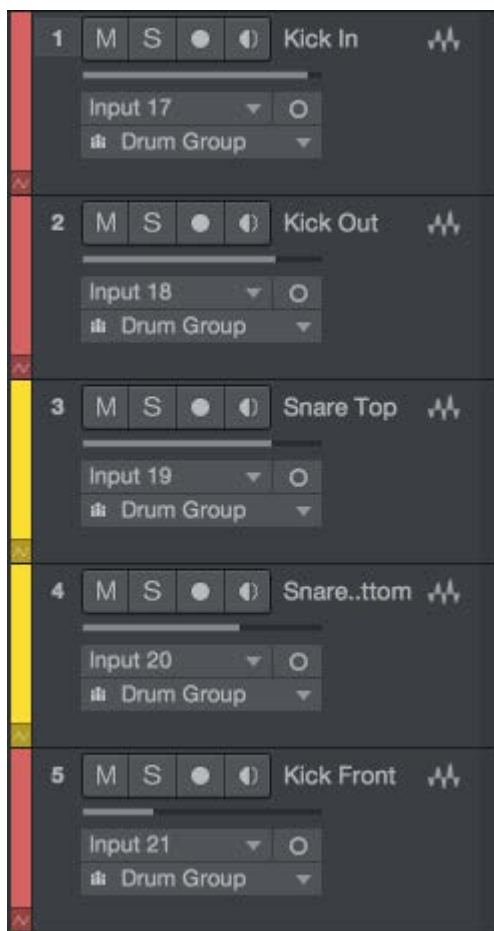 1 M S Kick In
Input 17
Drum Group
2 M S Kick Out
Input 18
Drum Group
3 M S Snare Top
Input 19
Drum Group
4 M S Snare..ttom
Input 20
Drum Group
5 M S Kick Front
Input 21
Drum Group